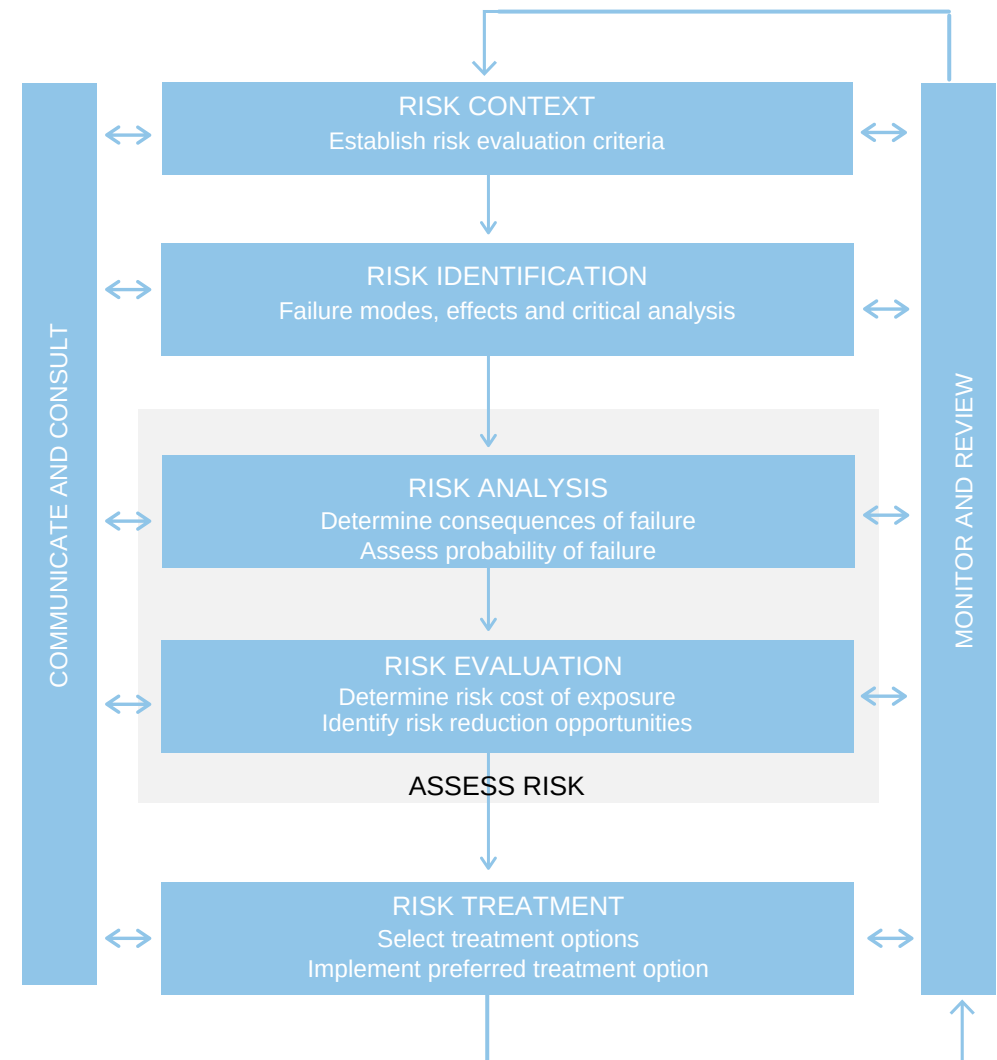 RISK CONTEXT
Establish risk evaluation criteria
RISK IDENTIFICATION
Failure modes, effects and critical analysis
COMMUNICATE AND CONSULT
MONITOR AND REVIEW
RISK ANALYSIS
Determine consequences of failure
Assess probability of failure
RISK EVALUATION
Determine risk cost of exposure
Identify risk reduction opportunities
ASSESS RISK
RISK TREATMENT
Select treatment options
Implement preferred treatment option